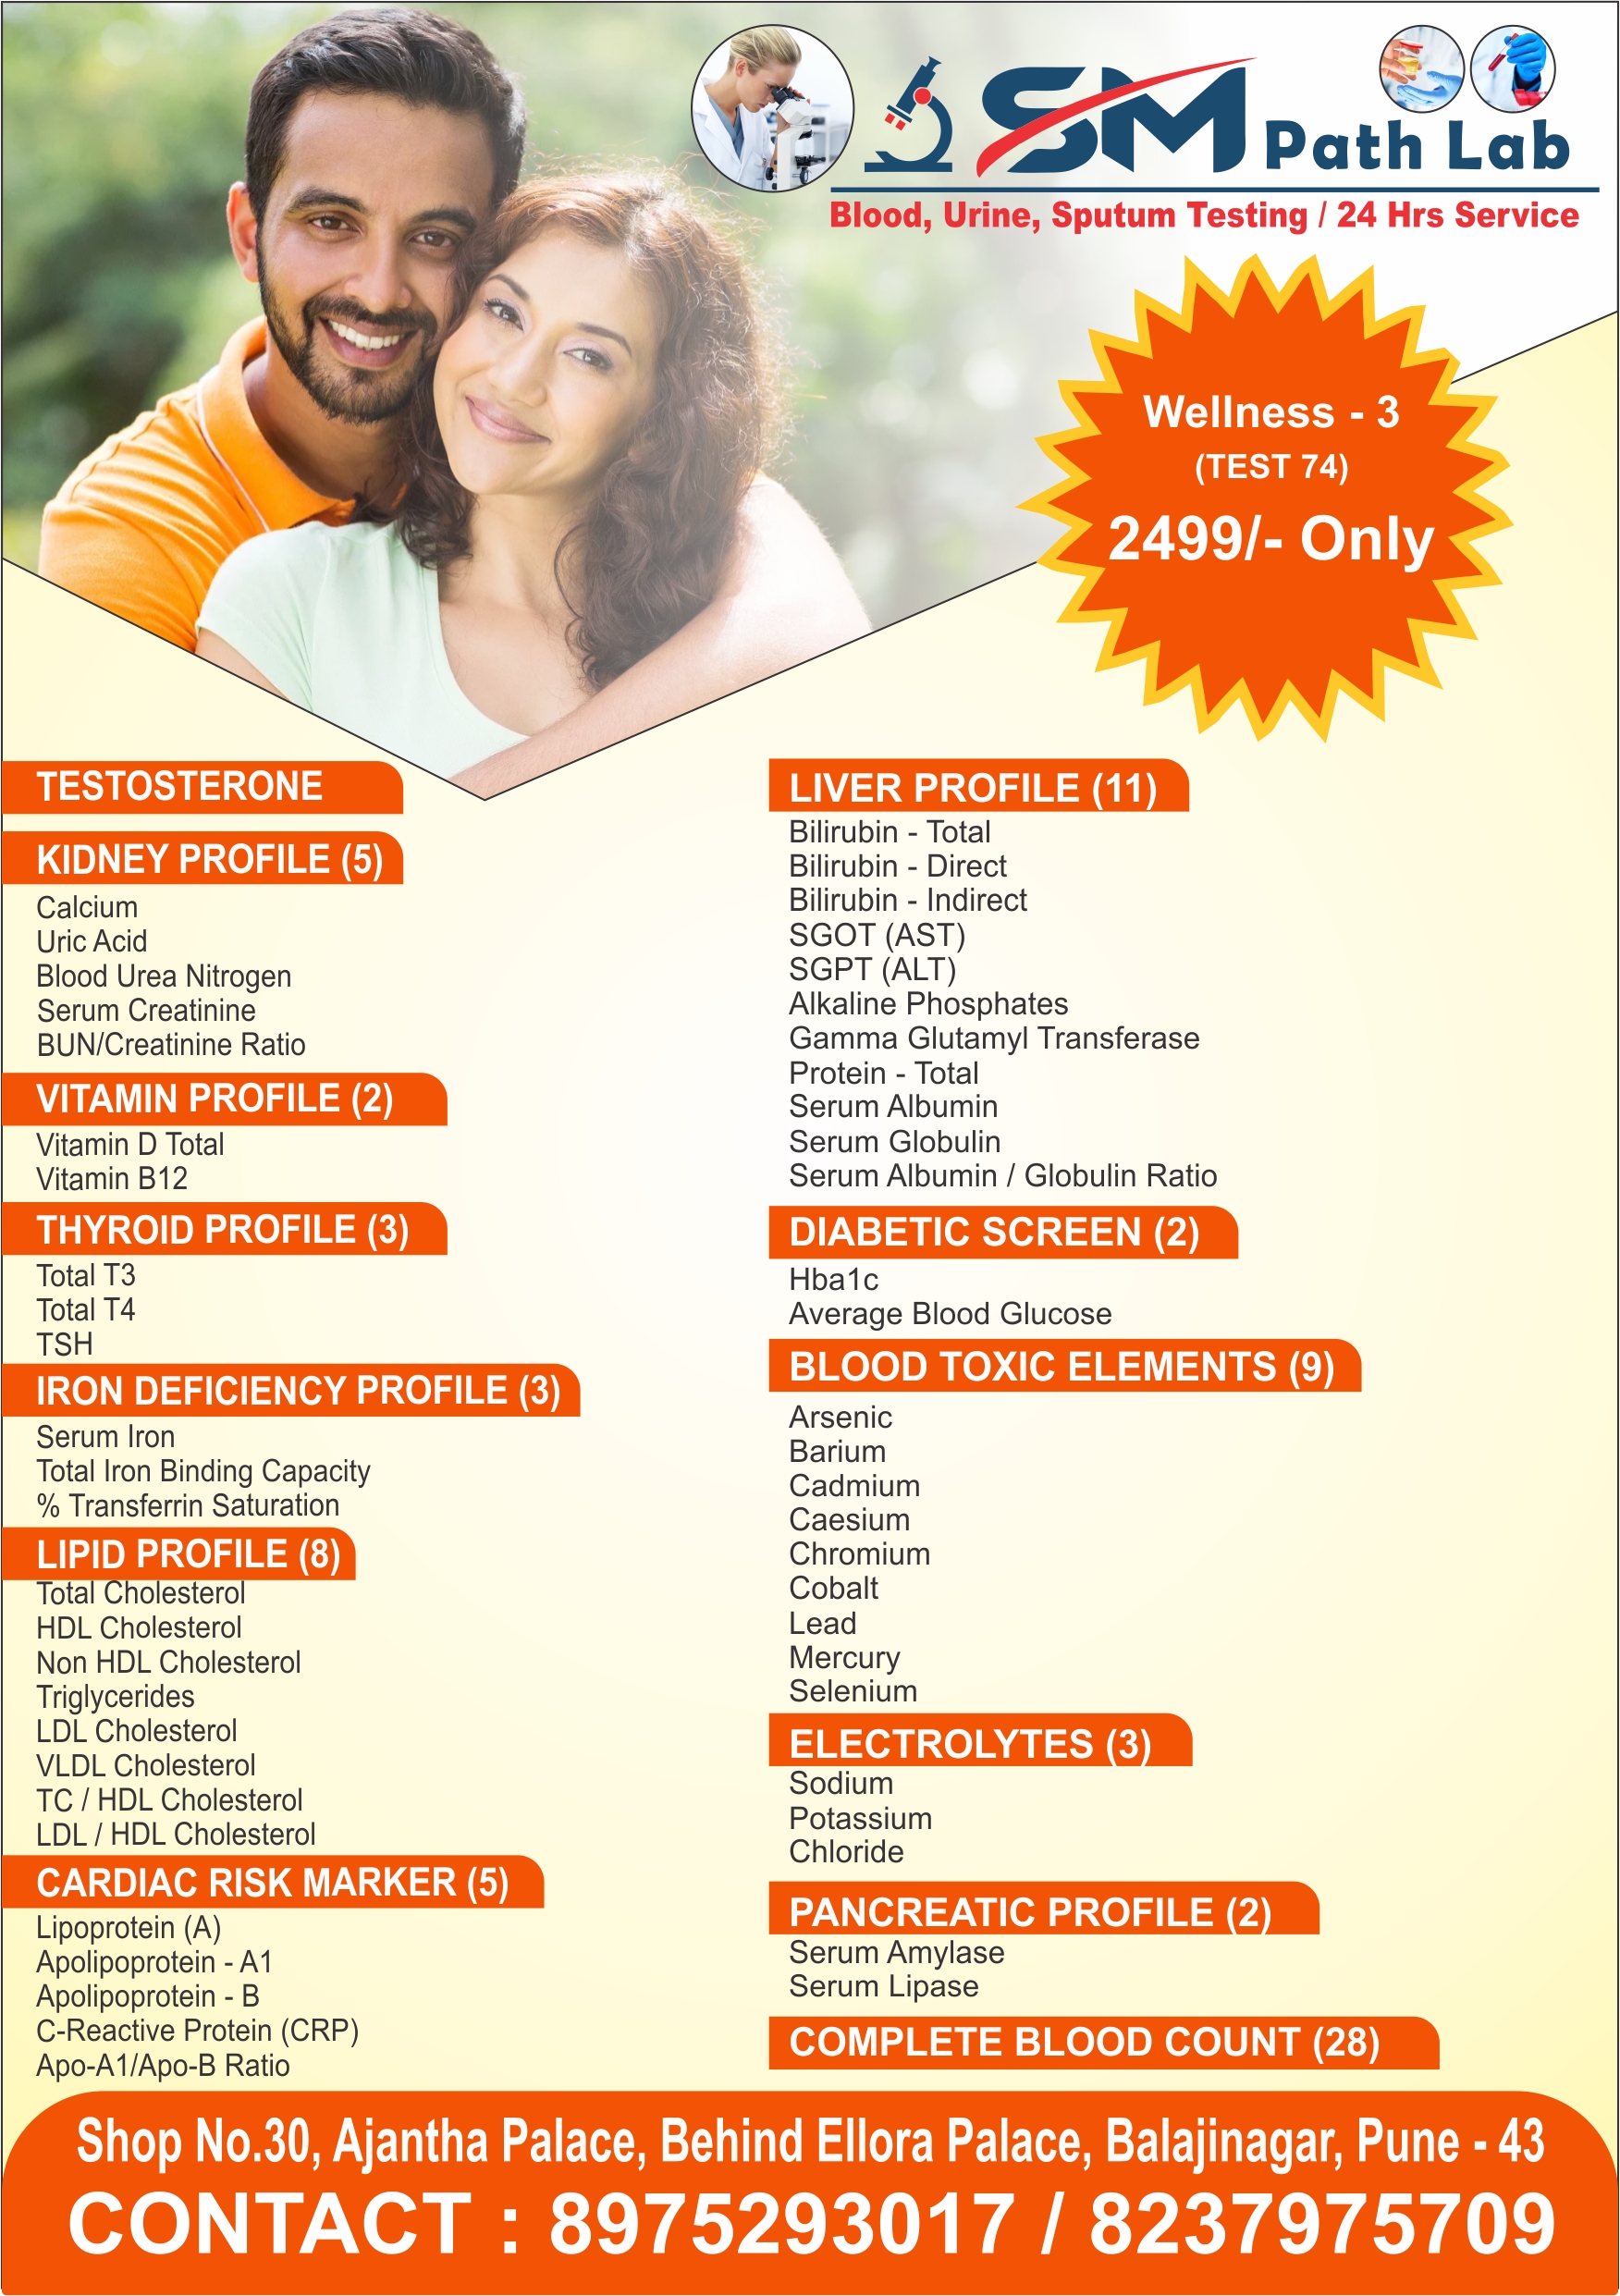 SM Path Lab
Blood, Urine, Sputum Testing / 24 Hrs Service
Wellness - 3
(TEST 74)
2499/- Only
TESTOSTERONE
KIDNEY PROFILE (5)
Calcium
Uric Acid
Blood Urea Nitrogen
Serum Creatinine
BUN/Creatinine Ratio
VITAMIN PROFILE (2)
Vitamin D Total
Vitamin B12
THYROID PROFILE (3)
Total T3
Total T4
TSH
IRON DEFICIENCY PROFILE (3)
Serum Iron
Total Iron Binding Capacity
% Transferrin Saturation
LIPID PROFILE (8)
Total Cholesterol
HDL Cholesterol
Non HDL Cholesterol
Triglycerides
LDL Cholesterol
VLDL Cholesterol
TC / HDL Cholesterol
LDL / HDL Cholesterol
CARDIAC RISK MARKER (5)
Lipoprotein (A)
Apolipoprotein - A1
Apolipoprotein - B
C-Reactive Protein (CRP)
Apo-A1/Apo-B Ratio
LIVER PROFILE (11)
Bilirubin - Total
Bilirubin - Direct
Bilirubin - Indirect
SGOT (AST)
SGPT (ALT)
Alkaline Phosphates
Gamma Glutamyl Transferase
Protein - Total
Serum Albumin
Serum Globulin
Serum Albumin / Globulin Ratio
DIABETIC SCREEN (2)
Hba1c
Average Blood Glucose
BLOOD TOXIC ELEMENTS (9)
Arsenic
Barium
Cadmium
Caesium
Chromium
Cobalt
Lead
Mercury
Selenium
ELECTROLYTES (3)
Sodium
Potassium
Chloride
PANCREATIC PROFILE (2)
Serum Amylase
Serum Lipase
COMPLETE BLOOD COUNT (28)
Shop No.30, Ajantha Palace, Behind Ellora Palace, Balajinagar, Pune - 43
CONTACT : 8975293017 / 8237975709